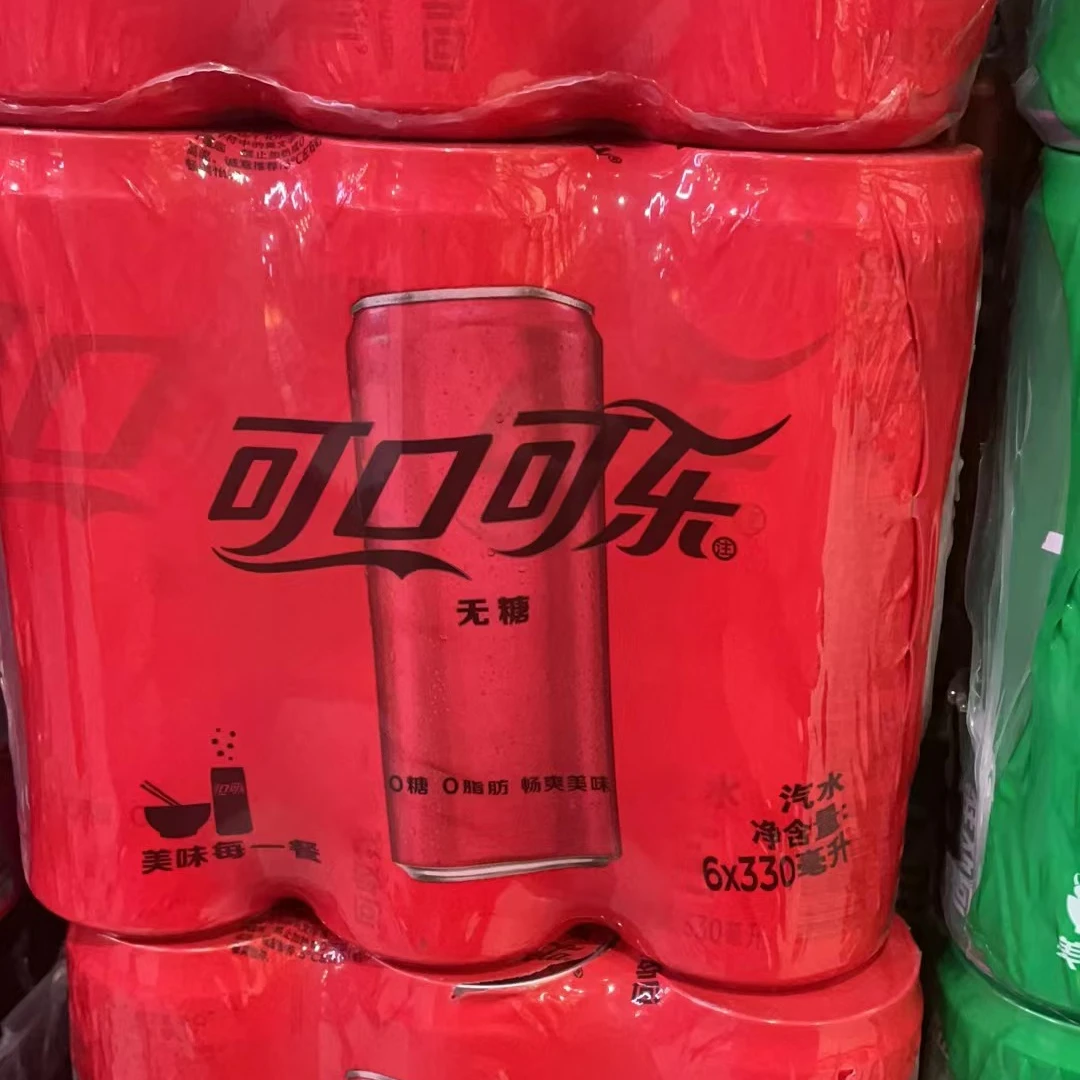 可口可乐
注
无糖
0糖 0脂肪 畅爽美味
美味每一餐
汽水
净含量:
6x330毫升